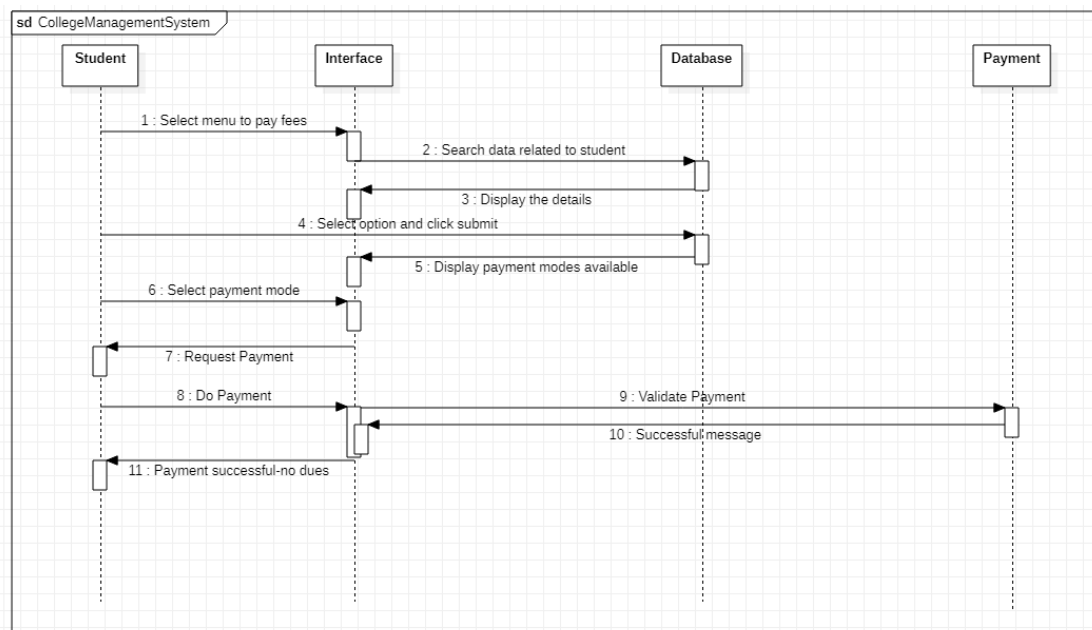 sd CollegeManagementSystem
Student
Interface
Database
Payment
1 : Select menu to pay fees
2 : Search data related to student
3 : Display the details
4 : Select option and click submit
5 : Display payment modes available
6 : Select payment mode
7 : Request Payment
8 : Do Payment
9 : Validate Payment
10 : Successful message
11 : Payment successful-no dues